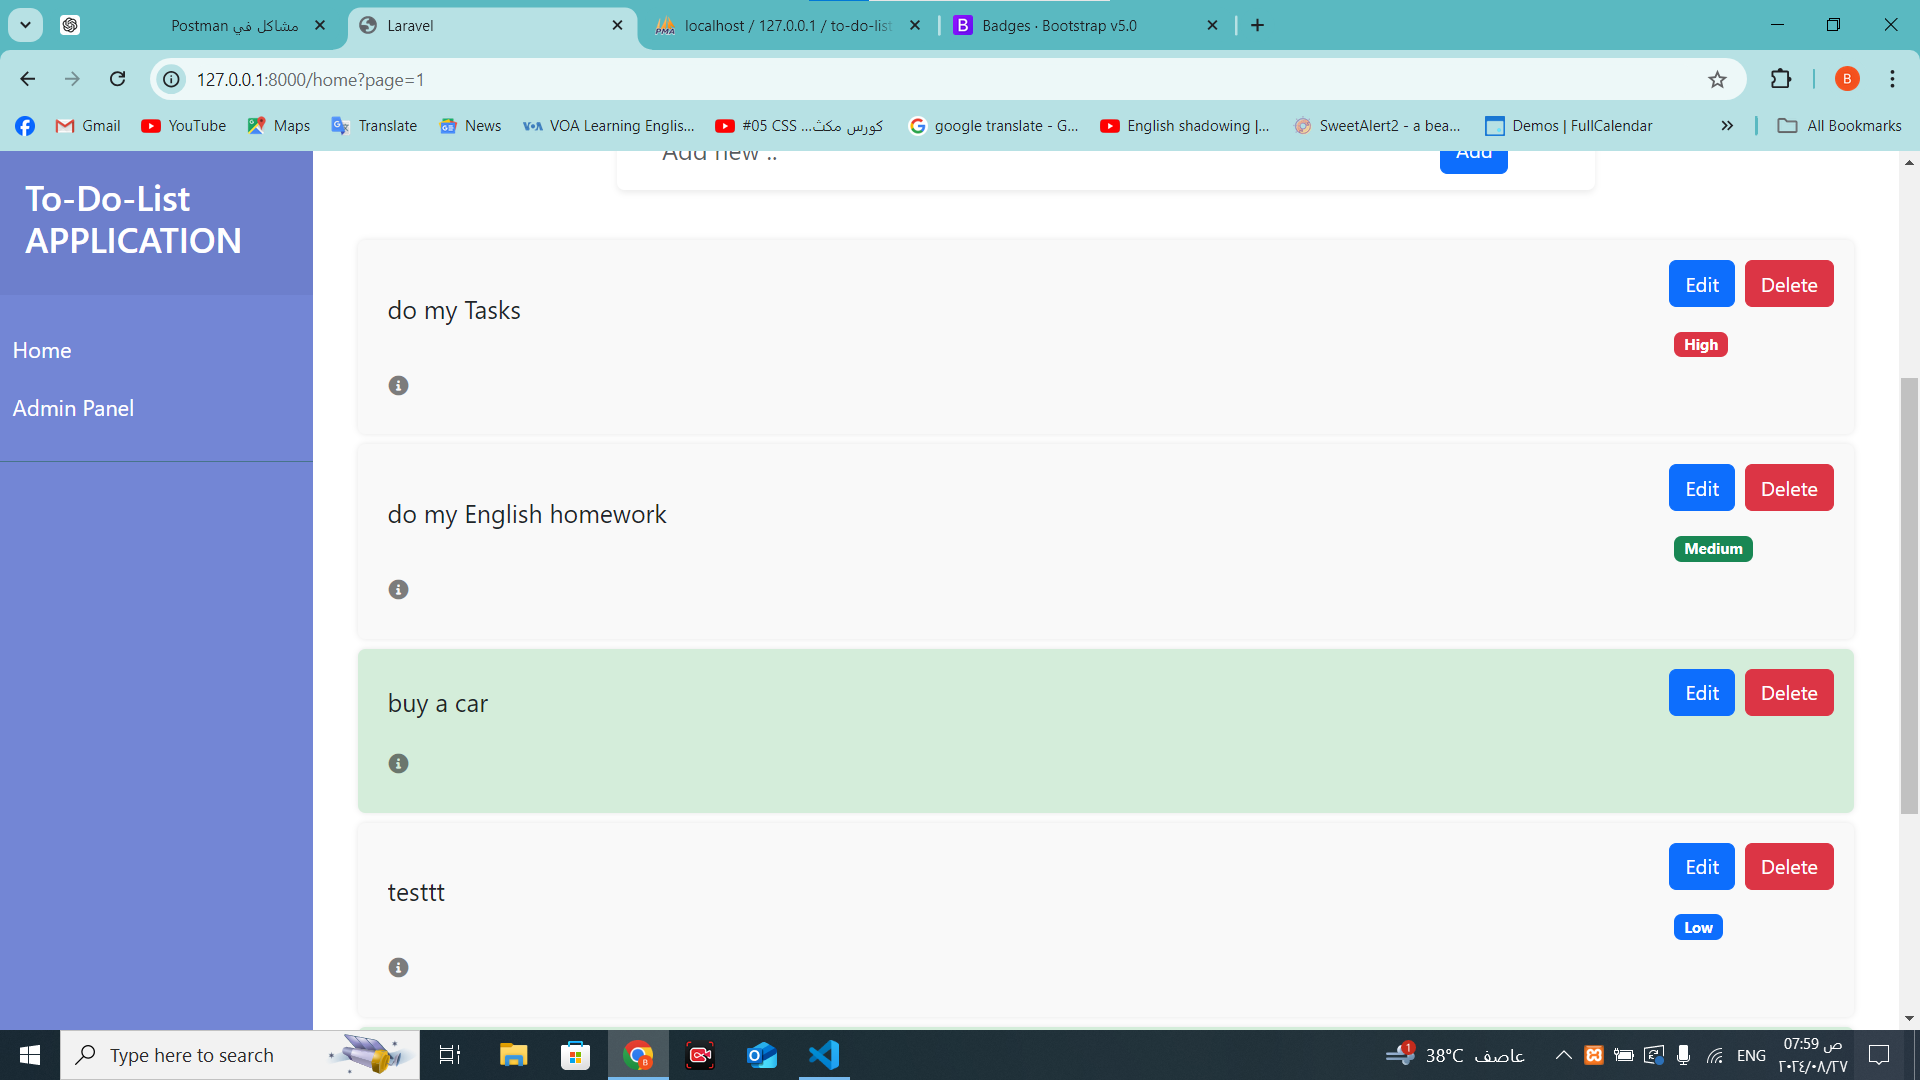 مشاكل في Postman
Laravel
localhost / 127.0.0.1 / to-do-list
Badges · Bootstrap v5.0
127.0.0.1:8000/home?page=1
B
Gmail
YouTube
Maps
Translate
News
VOA Learning Englis...
#05 CSS ...كورس مكث
google translate - G...
English shadowing |...
SweetAlert2 - a bea...
Demos | FullCalendar
All Bookmarks
To-Do-List
APPLICATION
Home
Admin Panel
Add new ..
Add
do my Tasks
Edit
Delete
High
do my English homework
Edit
Delete
Medium
buy a car
Edit
Delete
testtt
Edit
Delete
Low
Type here to search
1
38°C عاصف
ENG
07:59 ص
٢٠٢٤/٠٨/٢٧